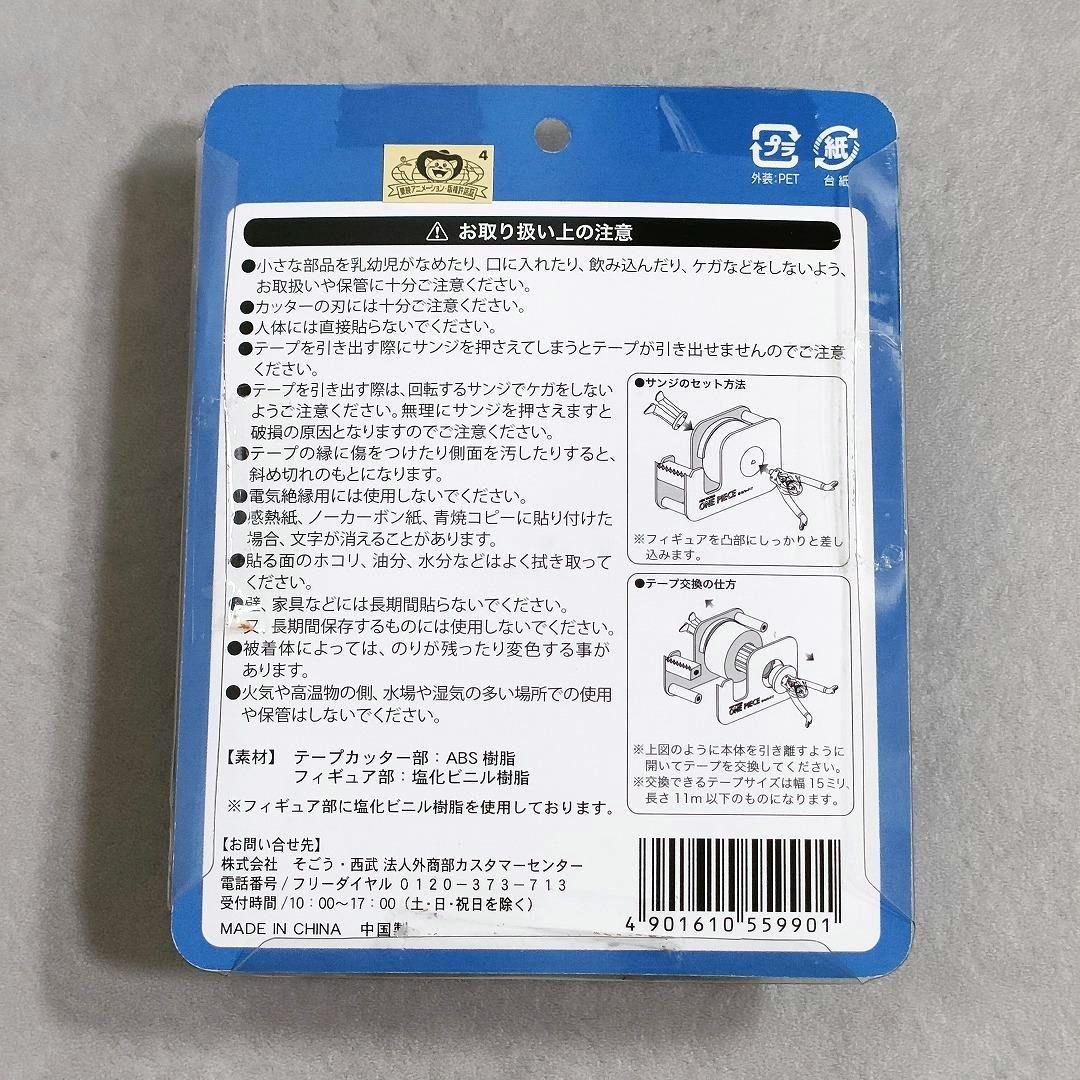 プラ
紙
外装:PET
台紙
4
東映アニメーション・版権許諾証
⚠ お取り扱い上の注意
●小さな部品を乳幼児がなめたり、口に入れたり、飲み込んだり、ケガなどをしないよう、
お取扱いや保管に十分ご注意ください。
●カッターの刃には十分ご注意ください。
●人体には直接貼らないでください。
●テープを引き出す際にサンジを押さえてしまうとテープが引き出せませんのでご注意
ください。
●テープを引き出す際は、回転するサンジでケガをしない
ようご注意ください。無理にサンジを押さえますと
破損の原因となりますのでご注意ください。
●テープの縁に傷をつけたり側面を汚したりすると、
斜め切れのもとになります。
●電気絶縁用には使用しないでください。
●感熱紙、ノーカーボン紙、青焼コピーに貼り付けた
場合、文字が消えることがあります。
●貼る面のホコリ、油分、水分などはよく拭き取って
ください。
●壁、家具などには長期間貼らないでください。
又、長期間保存するものには使用しないでください。
●被着体によっては、のりが残ったり変色する事が
あります。
●火気や高温物の側、水場や湿気の多い場所での使用
や保管はしないでください。
●サンジのセット方法
ONE PIECE
※フィギュアを凸部にしっかりと差し
込みます。
●テープ交換の仕方
ONE PIECE
※上図のように本体を引き離すように
開いてテープを交換してください。
※交換できるテープサイズは幅15ミリ、
長さ11m以下のものになります。
【素材】 テープカッター部:ABS樹脂
フィギュア部:塩化ビニル樹脂
※フィギュア部に塩化ビニル樹脂を使用しております。
【お問い合せ先】
株式会社 そごう・西武 法人外商部カスタマーセンター
電話番号/フリーダイヤル 0120-373-713
受付時間/10:00〜17:00(土・日・祝日を除く)
MADE IN CHINA 中国製
4 901610 559901